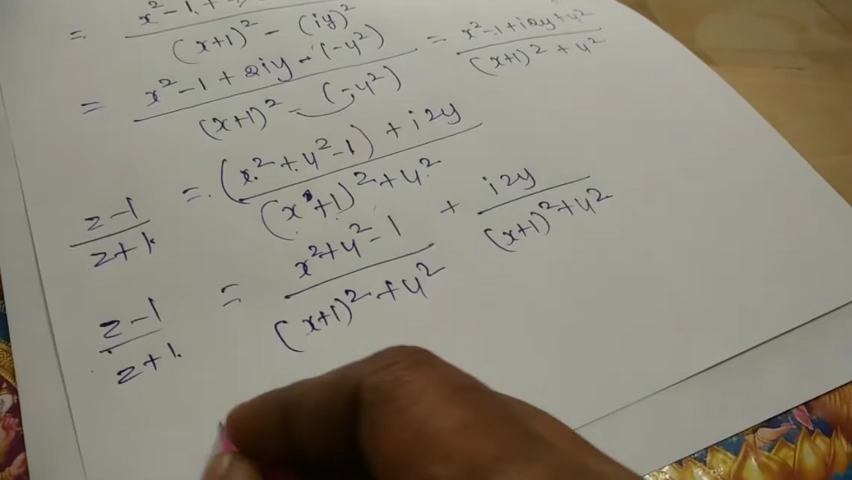 = x² - 1 + / (x+1)² - (iy)²
= x² - 1 + 2iy - (-y²) / (x+1)² - (-y²) = x² - 1 + i2y + y² / (x+1)² + y²
z-1 / z+1 = (x² + y² - 1) + i2y / (x+1)² + y²
z-1 / z+1 = x² + y² - 1 / (x+1)² + y² + i2y / (x+1)² + y²